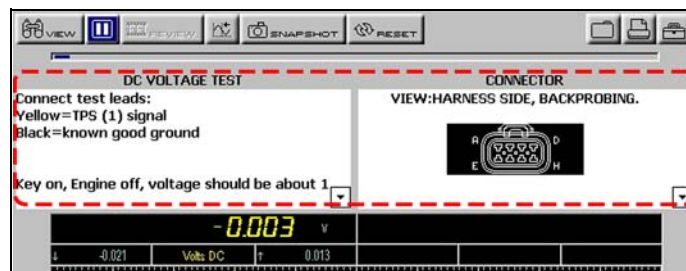 VIEW REVIEW SNAPSHOT RESET
DC VOLTAGE TEST
Connect test leads:
Yellow=TPS (1) signal
Black=known good ground
Key on, Engine off, voltage should be about 1
CONNECTOR
VIEW:HARNESS SIDE, BACKPROBING.
A D
E H
-0.003 V
↓ -0.021 Volts DC ↑ 0.013